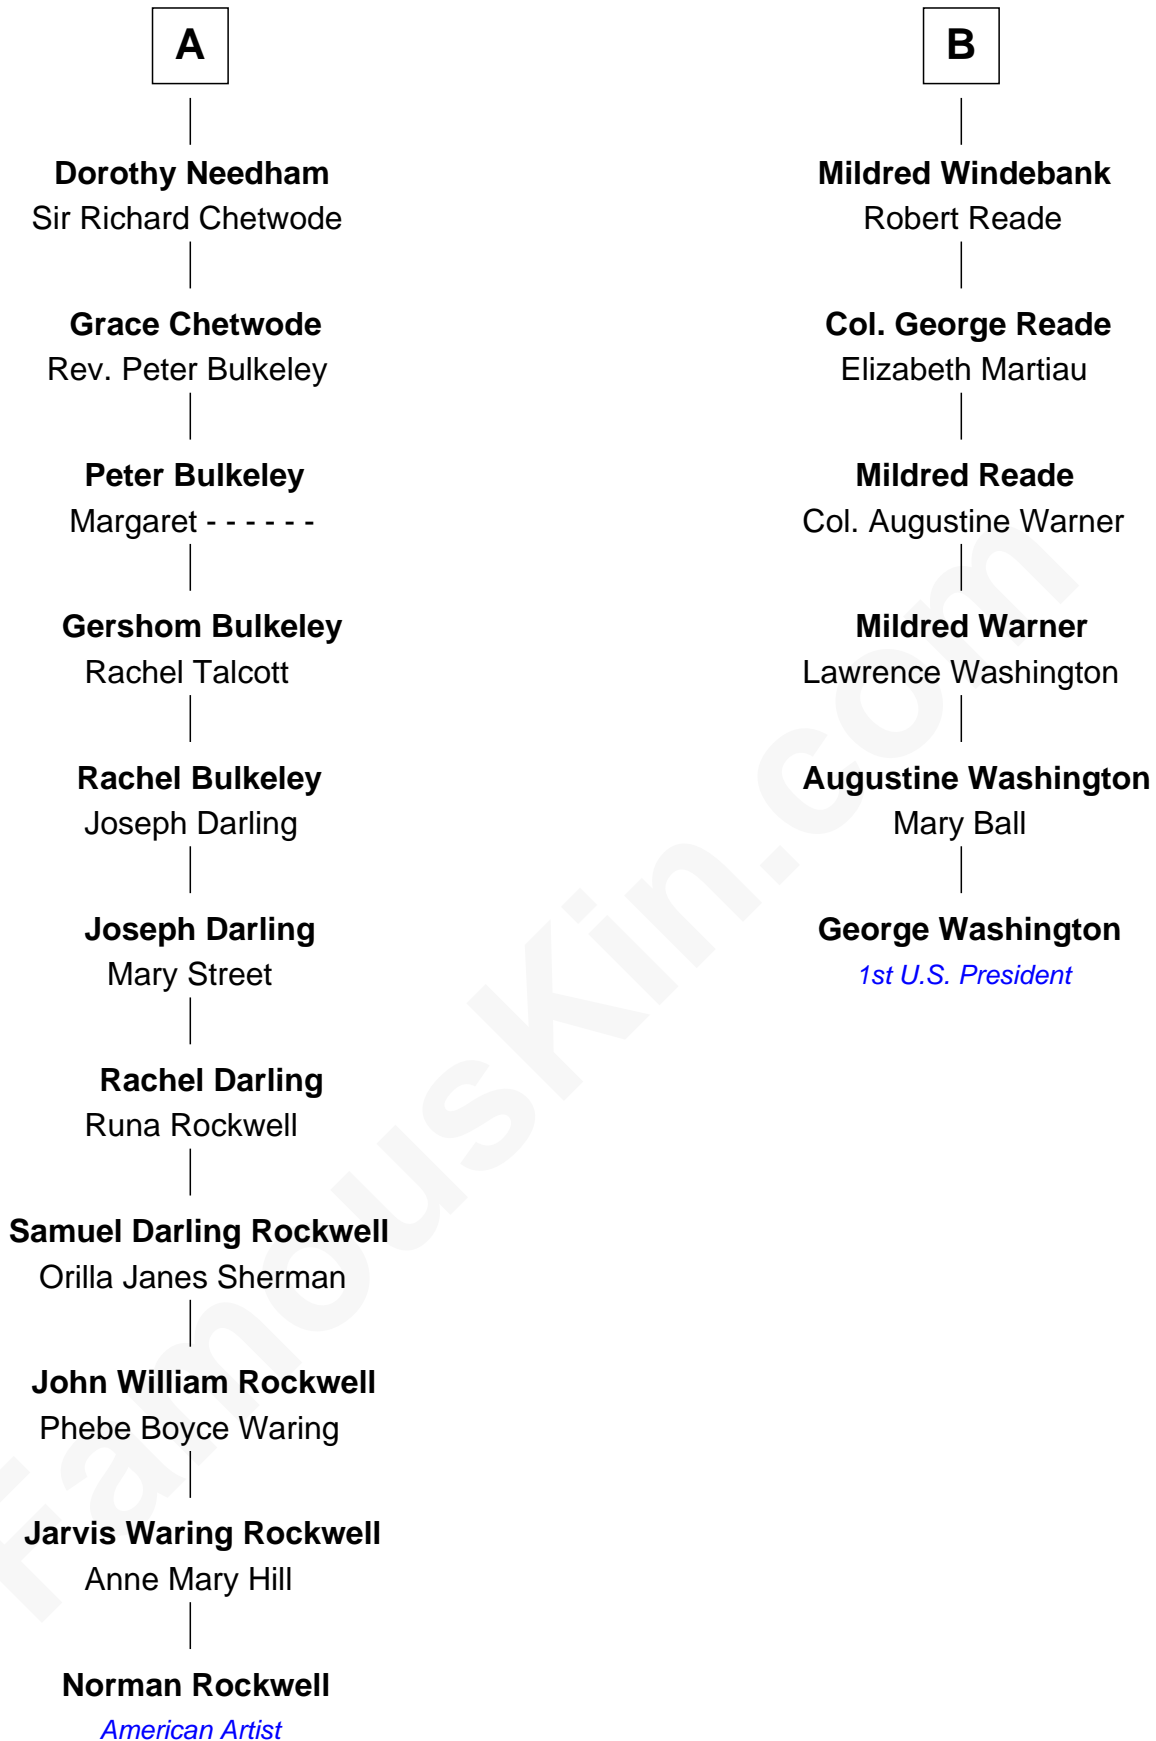 A
Dorothy Needham
Sir Richard Chetwode
Grace Chetwode
Rev. Peter Bulkeley
Peter Bulkeley
Margaret - - - - - -
Gershom Bulkeley
Rachel Talcott
Rachel Bulkeley
Joseph Darling
Joseph Darling
Mary Street
Rachel Darling
Runa Rockwell
Samuel Darling Rockwell
Orilla Janes Sherman
John William Rockwell
Phebe Boyce Waring
Jarvis Waring Rockwell
Anne Mary Hill
Norman Rockwell
American Artist
B
Mildred Windebank
Robert Reade
Col. George Reade
Elizabeth Martiau
Mildred Reade
Col. Augustine Warner
Mildred Warner
Lawrence Washington
Augustine Washington
Mary Ball
George Washington
1st U.S. President
FamousKin.com